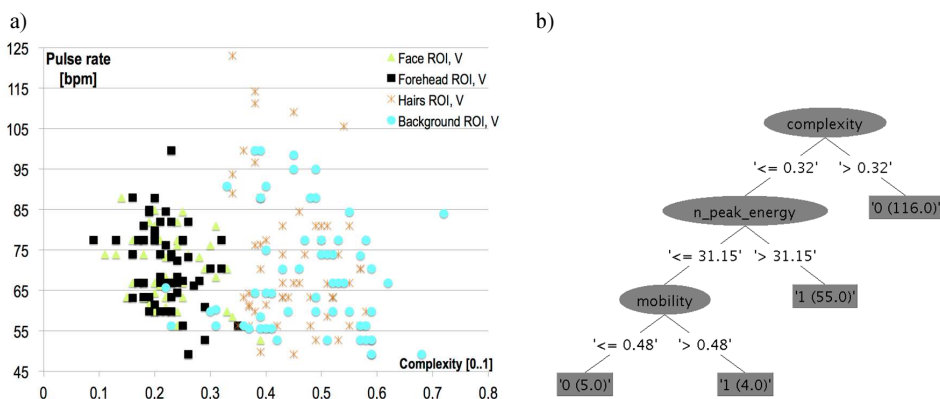 a)
b)
125
115
105
95
85
75
65
55
45
Pulse rate
[bpm]
Face ROI, V
Forehead ROI, V
Hairs ROI, V
Background ROI, V
Complexity [0..1]
0 0.1 0.2 0.3 0.4 0.5 0.6 0.7 0.8
complexity
'<= 0.32' '> 0.32'
n_peak_energy
'0 (116.0)'
'<= 31.15' '> 31.15'
mobility
'1 (55.0)'
'<= 0.48' '> 0.48'
'0 (5.0)' '1 (4.0)'